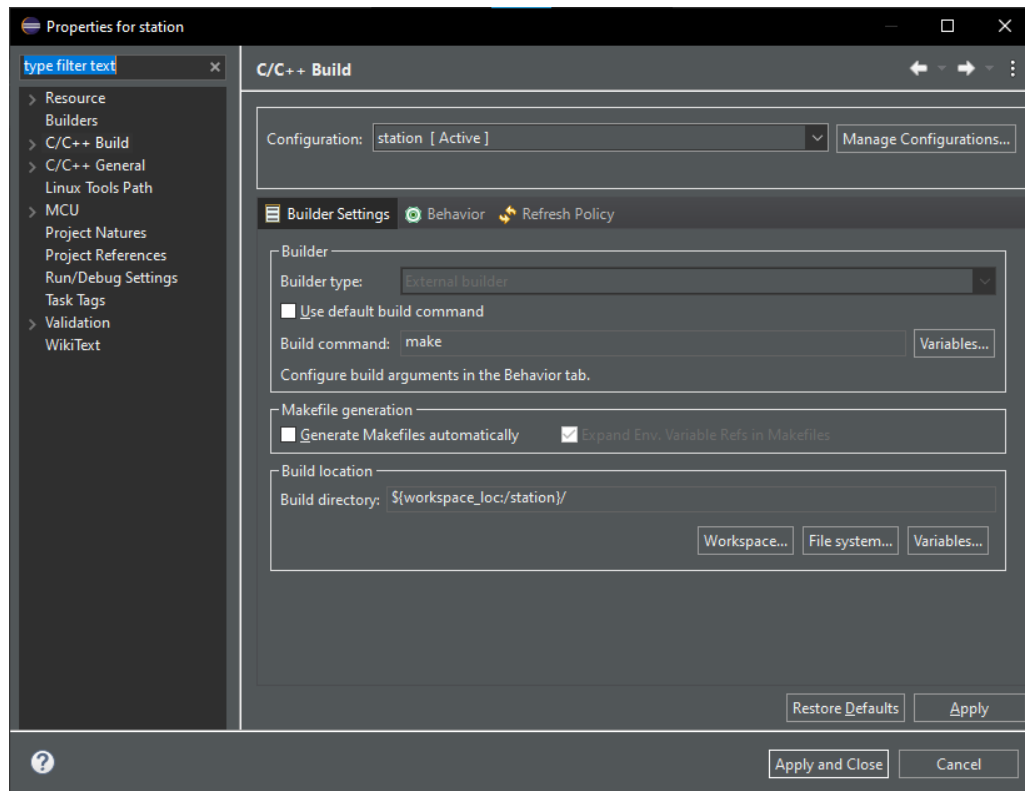 Properties for station
type filter text
Resource
Builders
C/C++ Build
C/C++ General
Linux Tools Path
MCU
Project Natures
Project References
Run/Debug Settings
Task Tags
Validation
WikiText
C/C++ Build
Configuration: station [ Active ] Manage Configurations...
Builder Settings Behavior Refresh Policy
Builder
Builder type: External builder
Use default build command
Build command: make Variables...
Configure build arguments in the Behavior tab.
Makefile generation
Generate Makefiles automatically Expand Env. Variable Refs in Makefiles
Build location
Build directory: ${workspace_loc:/station}/
Workspace... File system... Variables...
Restore Defaults Apply
Apply and Close Cancel